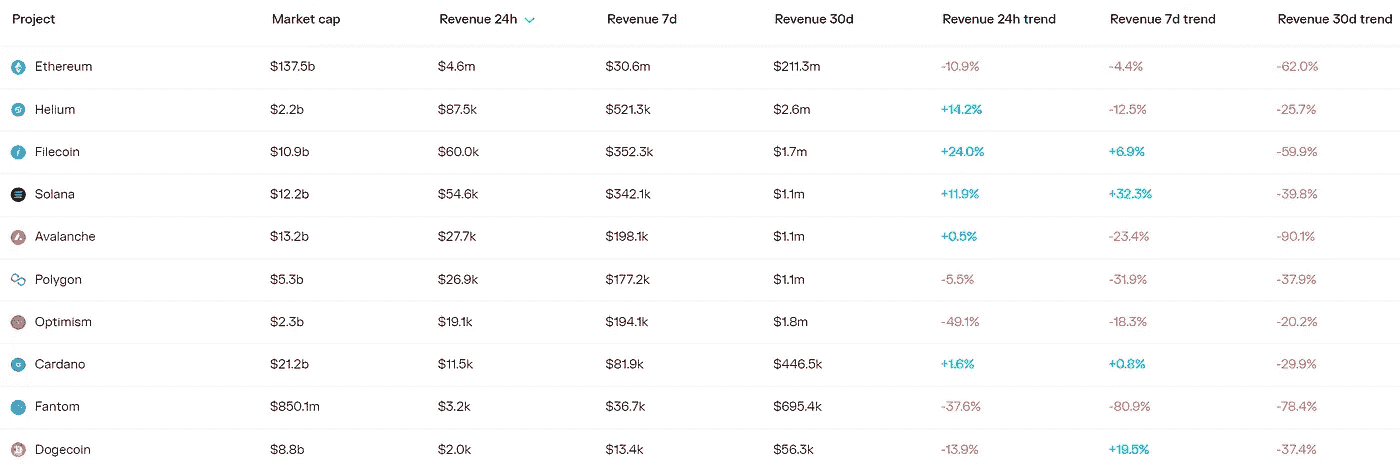 Project Market cap Revenue 24h Revenue 7d Revenue 30d Revenue 24h trend Revenue 7d trend Revenue 30d trend
Ethereum $137.5b $4.6m $30.6m $211.3m -10.9% -4.4% -62.0%
Helium $2.2b $87.5k $521.3k $2.6m +14.2% -12.5% -25.7%
Filecoin $10.9b $60.0k $352.3k $1.7m +24.0% +6.9% -59.9%
Solana $12.2b $54.6k $342.1k $1.1m +11.9% +32.3% -39.8%
Avalanche $13.2b $27.7k $198.1k $1.1m +0.5% -23.4% -90.1%
Polygon $5.3b $26.9k $177.2k $1.1m -5.5% -31.9% -37.9%
Optimism $2.3b $19.1k $194.1k $1.8m -49.1% -18.3% -20.2%
Cardano $21.2b $11.5k $81.9k $446.5k +1.6% +0.8% -29.9%
Fantom $850.1m $3.2k $36.7k $695.4k -37.6% -80.9% -78.4%
Dogecoin $8.8b $2.0k $13.4k $56.3k -13.9% +19.5% -37.4%